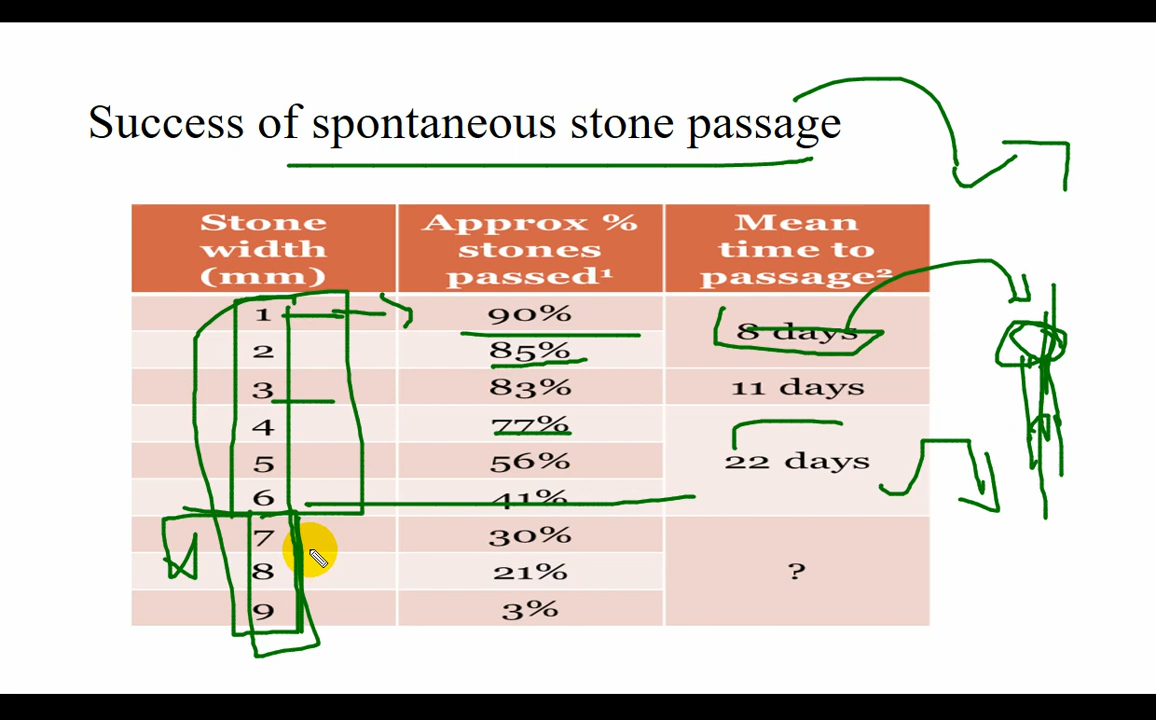 Success of spontaneous stone passage
Stone width (mm) Approx % stones passed¹ Mean time to passage²
1 90% 8 days
2 85%
3 83% 11 days
4 77% 22 days
5 56%
6 41%
7 30% ?
8 21%
9 3%